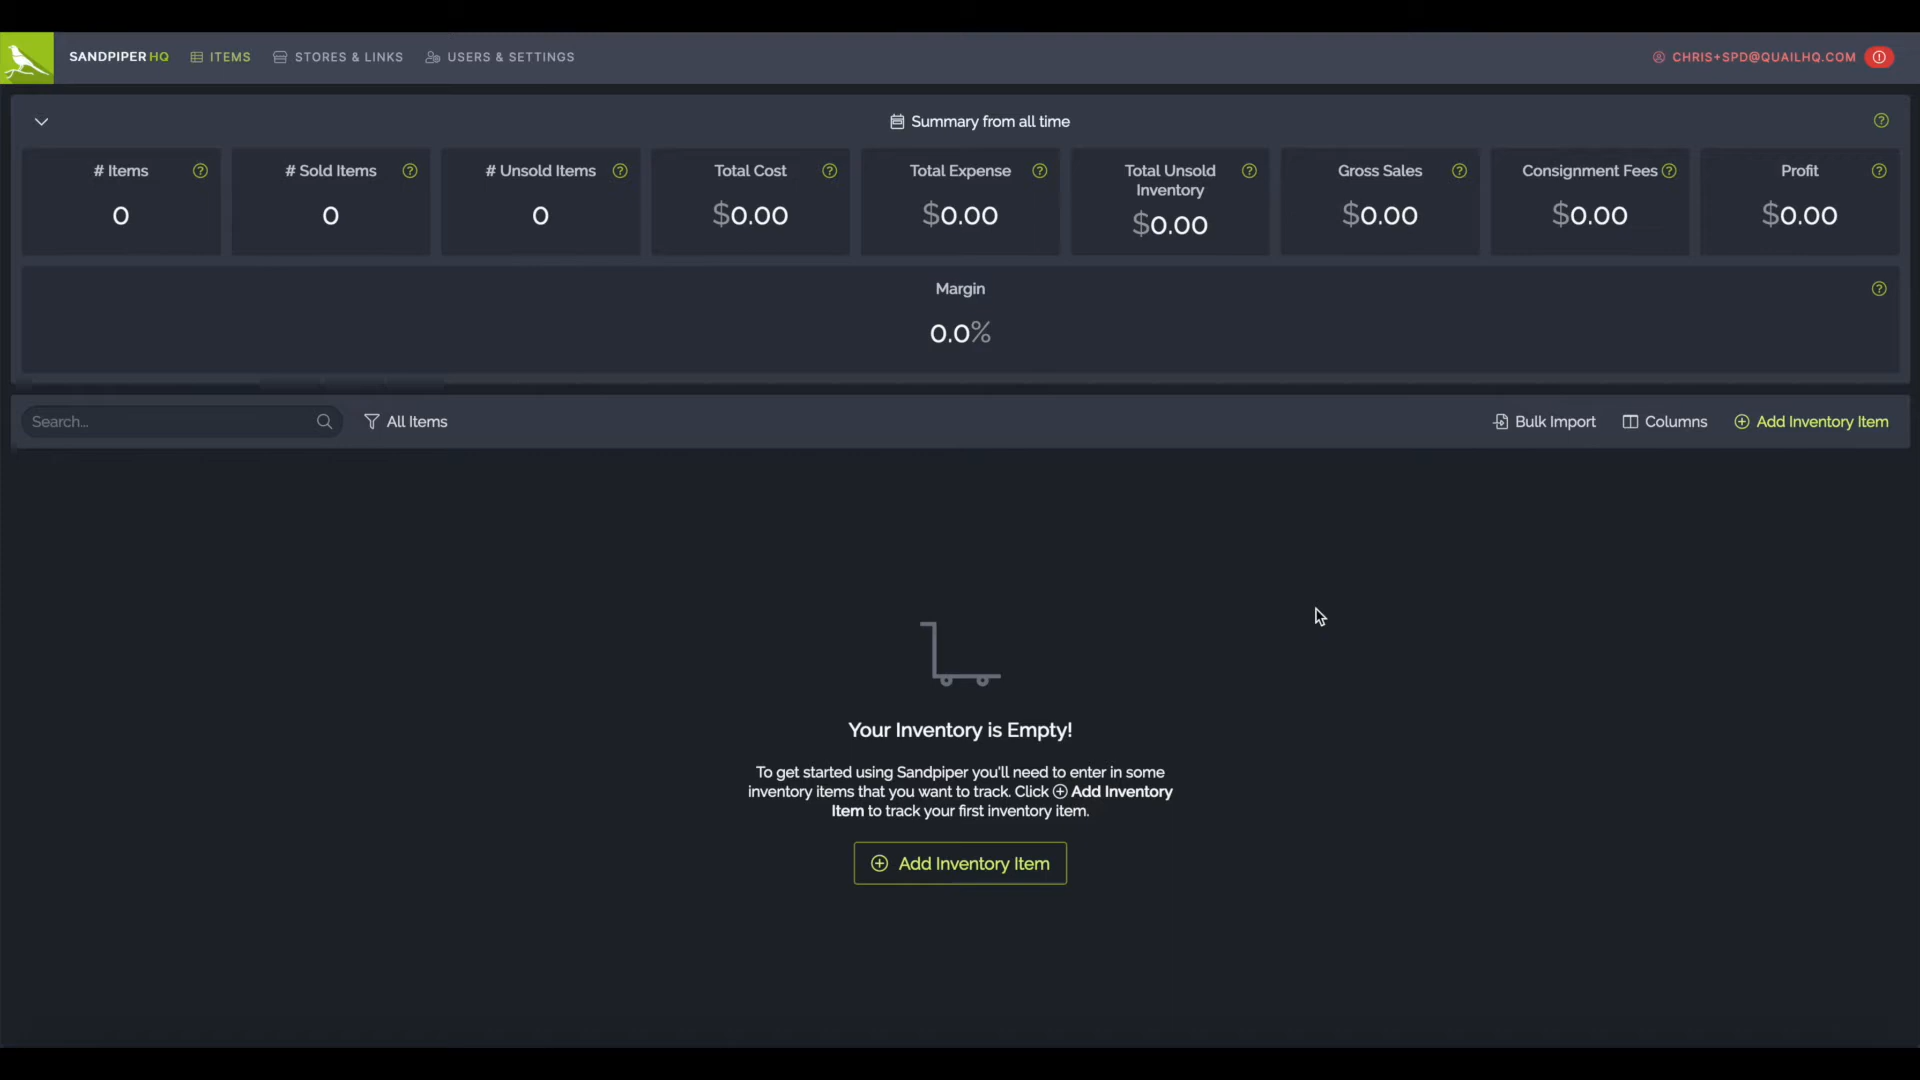 SANDPIPER HQ
ITEMS
STORES & LINKS
USERS & SETTINGS
CHRIS+SPD@QUAILHQ.COM
Summary from all time
# Items
# Sold Items
# Unsold Items
Total Cost
Total Expense
Total Unsold
Inventory
Gross Sales
Consignment Fees
Profit
0
0
0
$0.00
$0.00
$0.00
$0.00
$0.00
$0.00
Margin
0.0%
Search...
All Items
Bulk Import
Columns
Add Inventory Item
Your Inventory is Empty!
To get started using Sandpiper you'll need to enter in some
inventory items that you want to track. Click Add Inventory
Item to track your first inventory item.
Add Inventory Item